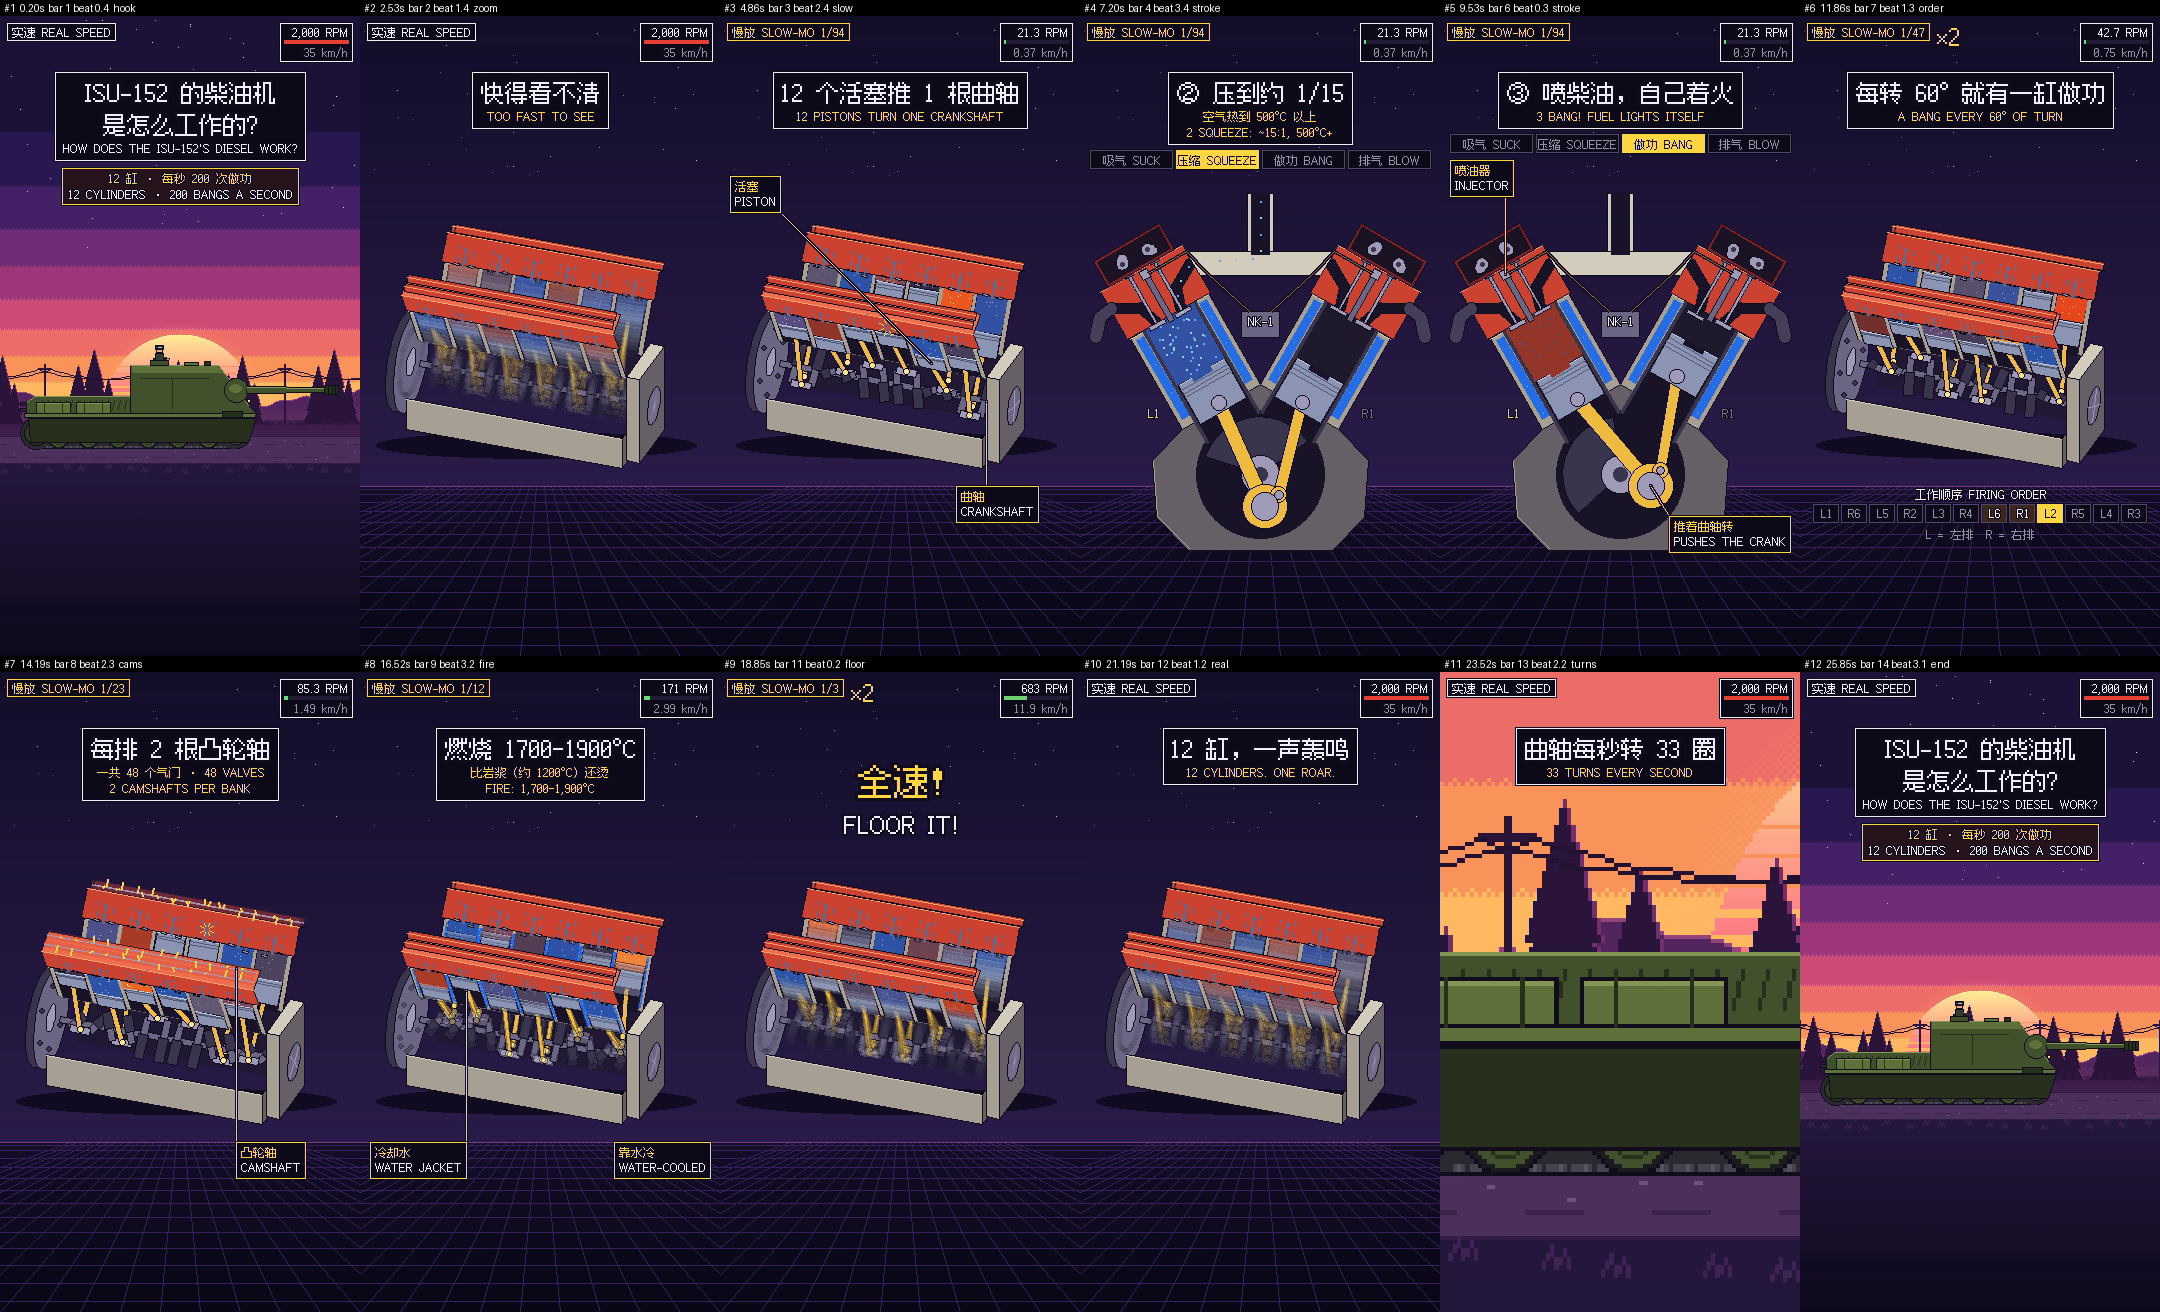 #1 0.20s bar 1 beat0.4 hook
实速 REAL SPEED
2,000 RPM
35 km/h
ISU-152 的柴油机
是怎么工作的?
HOW DOES THE ISU-152'S DIESEL WORK?
12 缸 · 每秒 200 次做功
12 CYLINDERS · 200 BANGS A SECOND
#2 2.53s bar 2 beat1.4 zoom
实速 REAL SPEED
2,000 RPM
35 km/h
快得看不清
TOO FAST TO SEE
#3 4.86s bar 3 beat2.4 slow
慢放 SLOW-MO 1/94
21.3 RPM
0.37 km/h
12 个活塞推 1 根曲轴
12 PISTONS TURN ONE CRANKSHAFT
活塞
PISTON
曲轴
CRANKSHAFT
#4 7.20s bar 4 beat3.4 stroke
慢放 SLOW-MO 1/94
21.3 RPM
0.37 km/h
② 压到约 1/15
空气热到 500°C 以上
2 SQUEEZE: ~15:1, 500°C+
吸气 SUCK
压缩 SQUEEZE
做功 BANG
排气 BLOW
NK-1
L1
R1
#5 9.53s bar 6 beat0.3 stroke
慢放 SLOW-MO 1/94
21.3 RPM
0.37 km/h
③ 喷柴油，自己着火
3 BANG! FUEL LIGHTS ITSELF
吸气 SUCK
压缩 SQUEEZE
做功 BANG
排气 BLOW
喷油器
INJECTOR
NK-1
L1
R1
推着曲轴转
PUSHES THE CRANK
#6 11.86s bar 7 beat1.3 order
慢放 SLOW-MO 1/47
×2
42.7 RPM
0.75 km/h
每转 60° 就有一缸做功
A BANG EVERY 60° OF TURN
工作顺序 FIRING ORDER
L1 R6 L5 R2 L3 R4 L6 R1 L2 R5 L4 R3
L = 左排 R = 右排
#7 14.19s bar 8 beat2.3 cams
慢放 SLOW-MO 1/23
85.3 RPM
1.49 km/h
每排 2 根凸轮轴
一共 48 个气门 · 48 VALVES
2 CAMSHAFTS PER BANK
凸轮轴
CAMSHAFT
#8 16.52s bar 9 beat3.2 fire
慢放 SLOW-MO 1/12
171 RPM
2.99 km/h
燃烧 1700-1900°C
比岩浆（约 1200°C）还烫
FIRE: 1,700-1,900°C
冷却水
WATER JACKET
靠水冷
WATER-COOLED
#9 18.85s bar 11 beat0.2 floor
慢放 SLOW-MO 1/3
×2
683 RPM
11.9 km/h
全速!
FLOOR IT!
#10 21.19s bar 12 beat1.2 real
实速 REAL SPEED
2,000 RPM
35 km/h
12 缸，一声轰鸣
12 CYLINDERS. ONE ROAR.
#11 23.52s bar 13 beat2.2 turns
实速 REAL SPEED
2,000 RPM
35 km/h
曲轴每秒转 33 圈
33 TURNS EVERY SECOND
#12 25.85s bar 14 beat3.1 end
实速 REAL SPEED
2,000 RPM
35 km/h
ISU-152 的柴油机
是怎么工作的?
HOW DOES THE ISU-152'S DIESEL WORK?
12 缸 · 每秒 200 次做功
12 CYLINDERS · 200 BANGS A SECOND